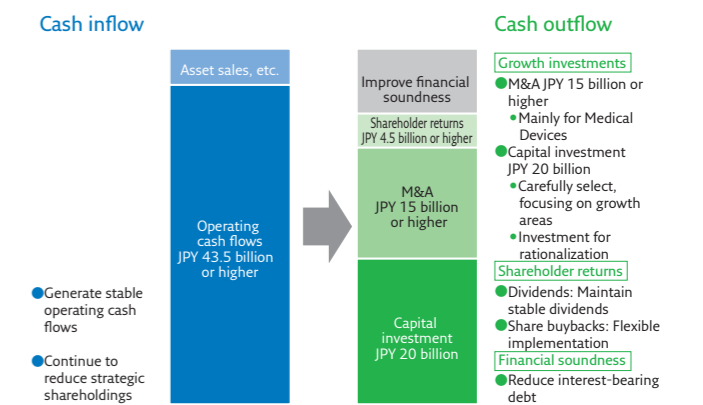 Cash inflow
Asset sales, etc.
Operating
cash flows
JPY 43.5 billion
or higher
●Generate stable
operating cash
flows
●Continue to
reduce strategic
shareholdings
Cash outflow
Improve financial
soundness
Shareholder returns
JPY 4.5 billion or higher
M&A
JPY 15 billion
or higher
Capital
investment
JPY 20 billion
Growth investments
●M&A JPY 15 billion or
higher
•Mainly for Medical
Devices
●Capital investment
JPY 20 billion
•Carefully select,
focusing on growth
areas
•Investment for
rationalization
Shareholder returns
●Dividends: Maintain
stable dividends
●Share buybacks: Flexible
implementation
Financial soundness
●Reduce interest-bearing
debt